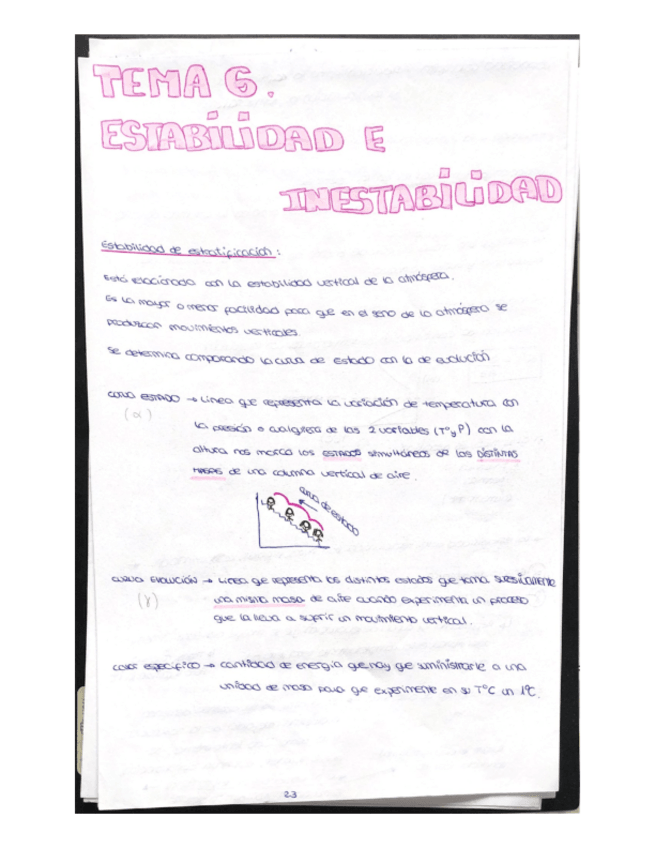 TEMA 6.
ESTABILIDAD E
INESTABILIDAD
Estabilidad de estratificación:
Está relacionado con la estabilidad vertical de la atmósfera.
Es la mayor o menor facilidad para que en el seno de la atmósfera se
produzcan movimientos verticales.
Se determina comparando la curva de estado con la de evolución
CURVA ESTADO → Línea que representa la variación de temperatura con
(α)
la presión o cualquiera de las 2 variables (Tª y P) con la
altura nos marca los ESTADOS simultáneos de las DISTINTAS
MASAS de una columna vertical de aire.
curva de estado
CURVA EVOLUCIÓN → Línea que representa los distintos estados que toma sucesivamente
(γ)
una misma masa de aire cuando experimenta un proceso
que la lleva a sufrir un movimiento vertical.
Calor específico → cantidad de energía que hay que suministrarle a una
unidad de masa para que experimente en su TºC un 1ºC.
23